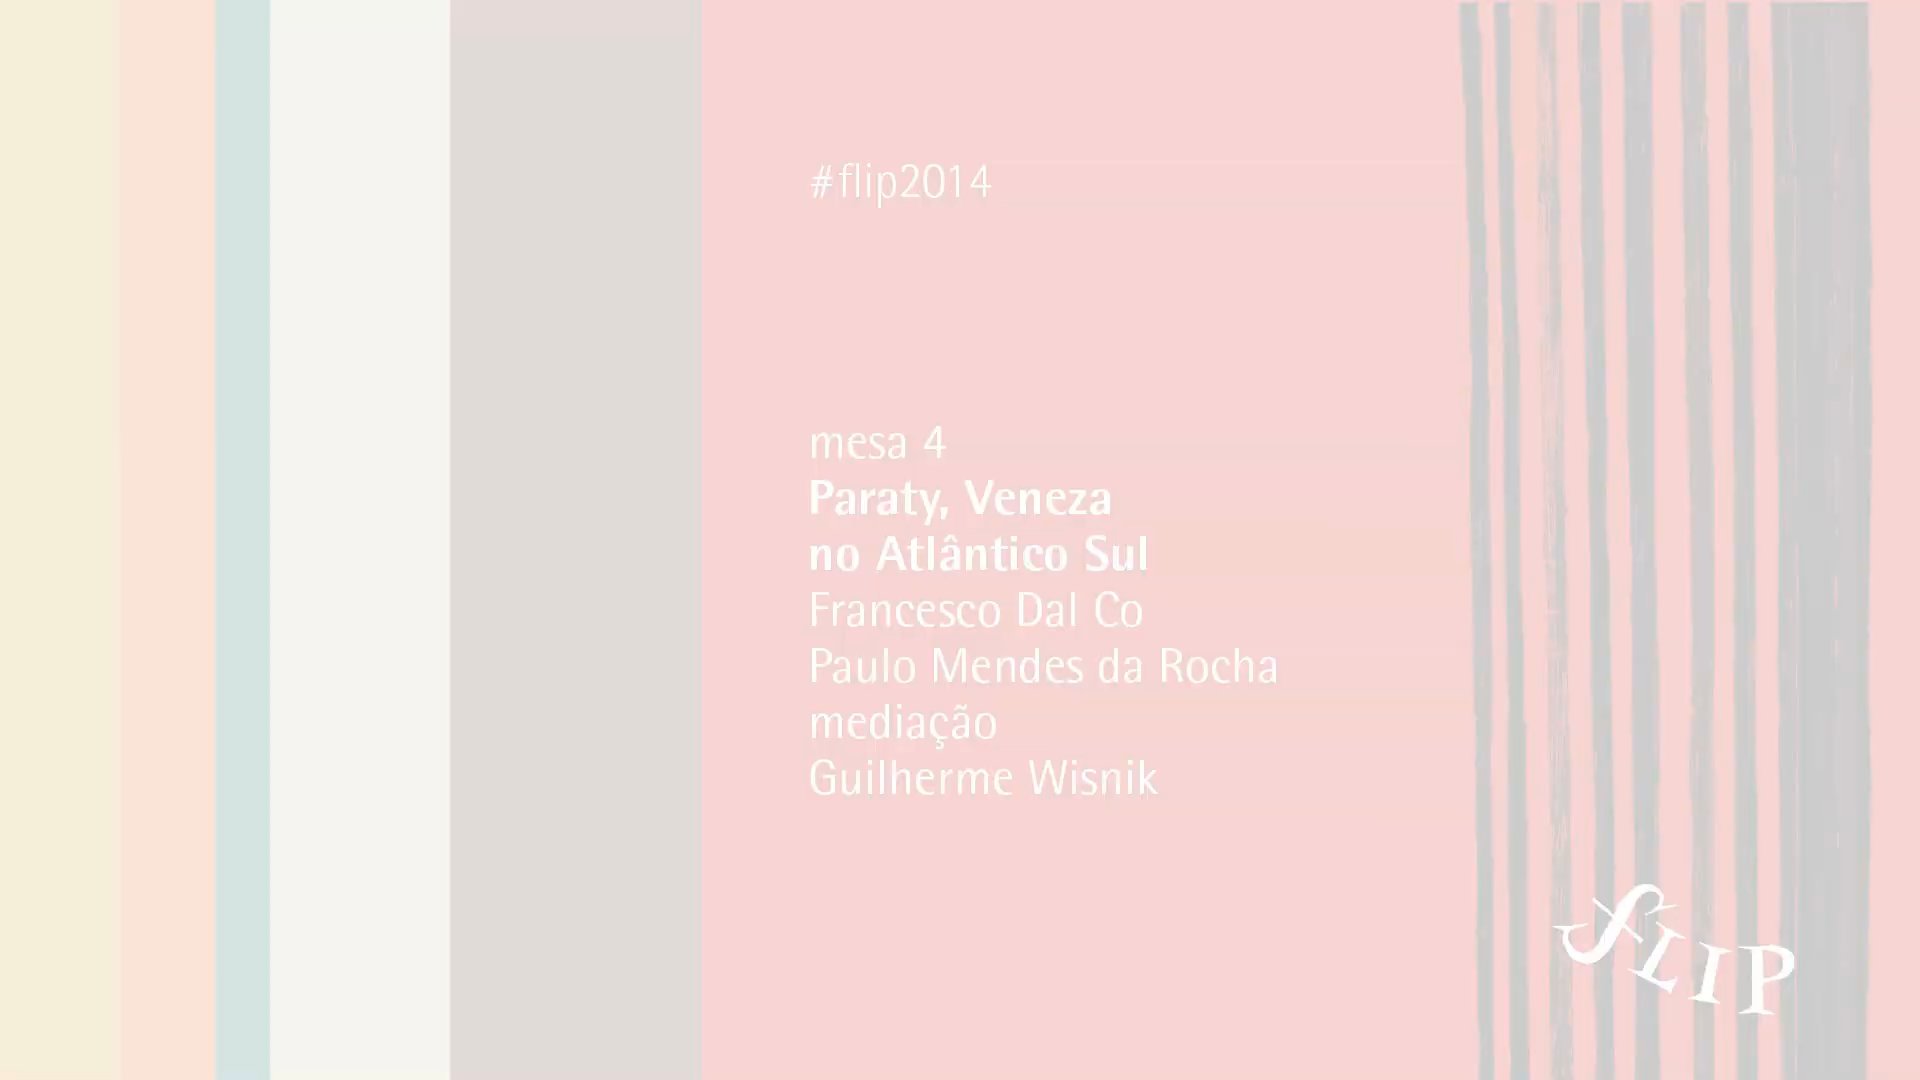 #flip2014
mesa 4
Paraty, Veneza
no Atlântico Sul
Francesco Dal Co
Paulo Mendes da Rocha
mediação
Guilherme Wisnik
FLIP